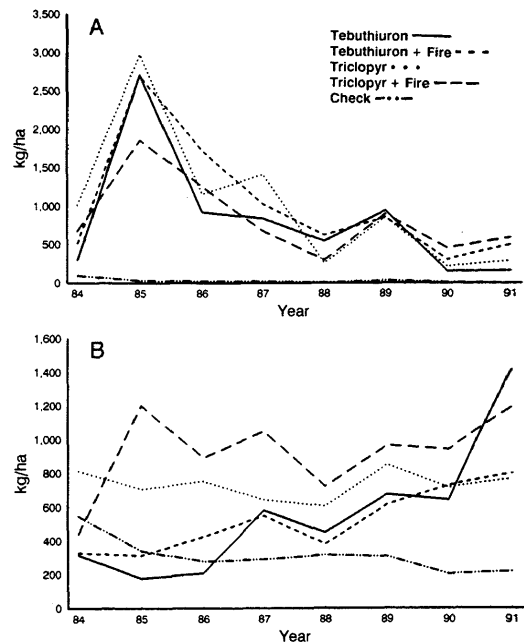 A
3,500
3,000
2,500
2,000
1,500
1,000
500
0
kg/ha
84 85 86 87 88 89 90 91
Year
Tebuthiuron
Tebuthiuron + Fire
Triclopyr
Triclopyr + Fire
Check
B
1,600
1,400
1,200
1,000
800
600
400
200
0
kg/ha
84 85 86 87 88 89 90 91
Year